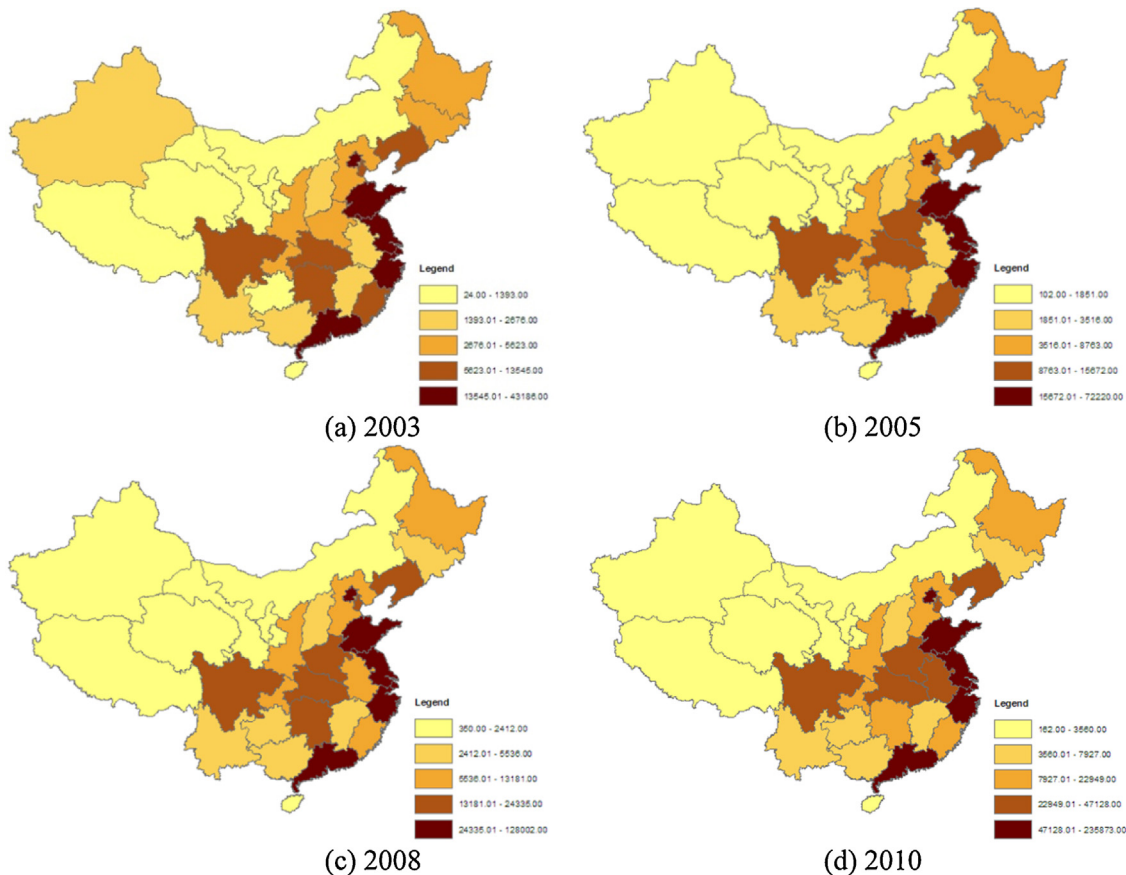 Legend
24.00 - 1393.00
1393.01 - 2676.00
2676.01 - 5623.00
5623.01 - 13545.00
13545.01 - 43186.00
(a) 2003
Legend
102.00 - 1851.00
1851.01 - 3516.00
3516.01 - 8763.00
8763.01 - 15672.00
15672.01 - 72220.00
(b) 2005
Legend
350.00 - 2412.00
2412.01 - 5536.00
5536.01 - 13181.00
13181.01 - 24335.00
24335.01 - 128002.00
(c) 2008
Legend
162.00 - 3560.00
3560.01 - 7927.00
7927.01 - 22949.00
22949.01 - 47128.00
47128.01 - 235873.00
(d) 2010